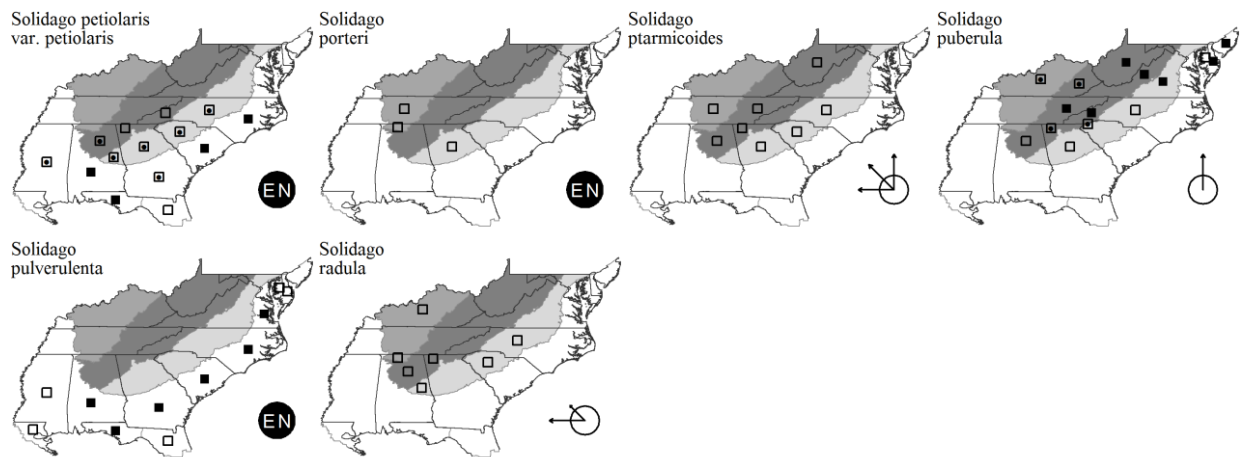 Solidago petiolaris
var. petiolaris
EN
Solidago
porteri
EN
Solidago
ptarmicoides
Solidago
puberula
Solidago
pulverulenta
EN
Solidago
radula